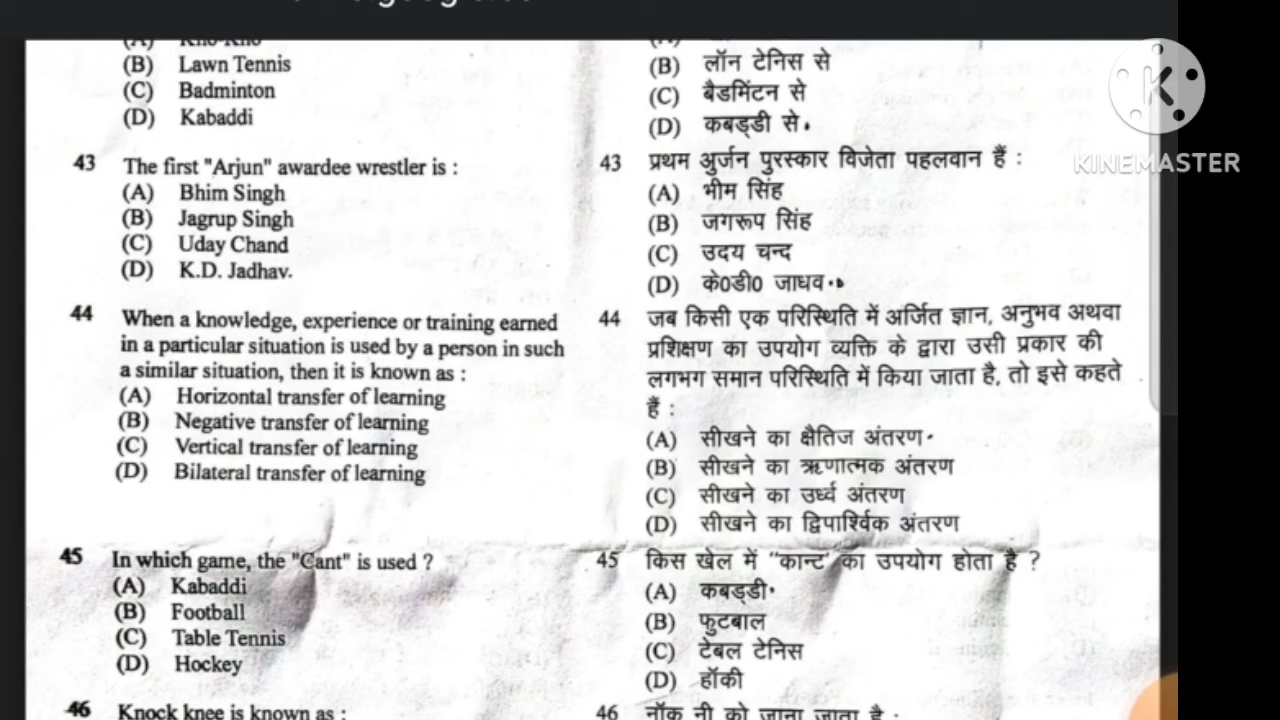 (B) Lawn Tennis
(C) Badminton
(D) Kabaddi
43 The first "Arjun" awardee wrestler is :
(A) Bhim Singh
(B) Jagrup Singh
(C) Uday Chand
(D) K.D. Jadhav.
44 When a knowledge, experience or training earned
in a particular situation is used by a person in such
a similar situation, then it is known as :
(A) Horizontal transfer of learning
(B) Negative transfer of learning
(C) Vertical transfer of learning
(D) Bilateral transfer of learning
45 In which game, the "Cant" is used ?
(A) Kabaddi
(B) Football
(C) Table Tennis
(D) Hockey
46 Knock knee is known as :
(B) लॉन टेनिस से
(C) बैडमिंटन से
(D) कबड्डी से
43 प्रथम अुर्जन पुरस्कार विजेता पहलवान हैं :
(A) भीम सिंह
(B) जगरूप सिंह
(C) उदय चन्द
(D) के0डी0 जाधव
44 जब किसी एक परिस्थिति में अर्जित ज्ञान, अनुभव अथवा
प्रशिक्षण का उपयोग व्यक्ति के द्वारा उसी प्रकार की
लगभग समान परिस्थिति में किया जाता है, तो इसे कहते
हैं :
(A) सीखने का क्षैतिज अंतरण
(B) सीखने का ऋणात्मक अंतरण
(C) सीखने का उर्ध्व अंतरण
(D) सीखने का द्विपार्श्विक अंतरण
45 किस खेल में "कान्ट" का उपयोग होता है ?
(A) कबड्डी
(B) फुटबाल
(C) टेबल टेनिस
(D) हॉकी
46 नॉक नी को जाना जाता है :
K
KINEMASTER